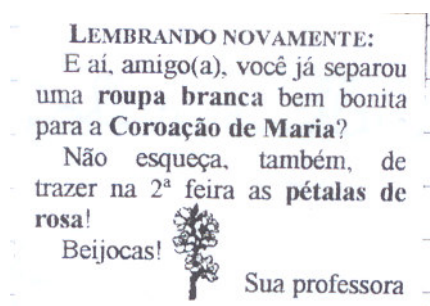 LEMBRANDO NOVAMENTE:
E aí, amigo(a), você já separou
uma roupa branca bem bonita
para a Coroação de Maria?
Não esqueça, também, de
trazer na 2ª feira as pétalas de
rosa!
Beijocas!
Sua professora